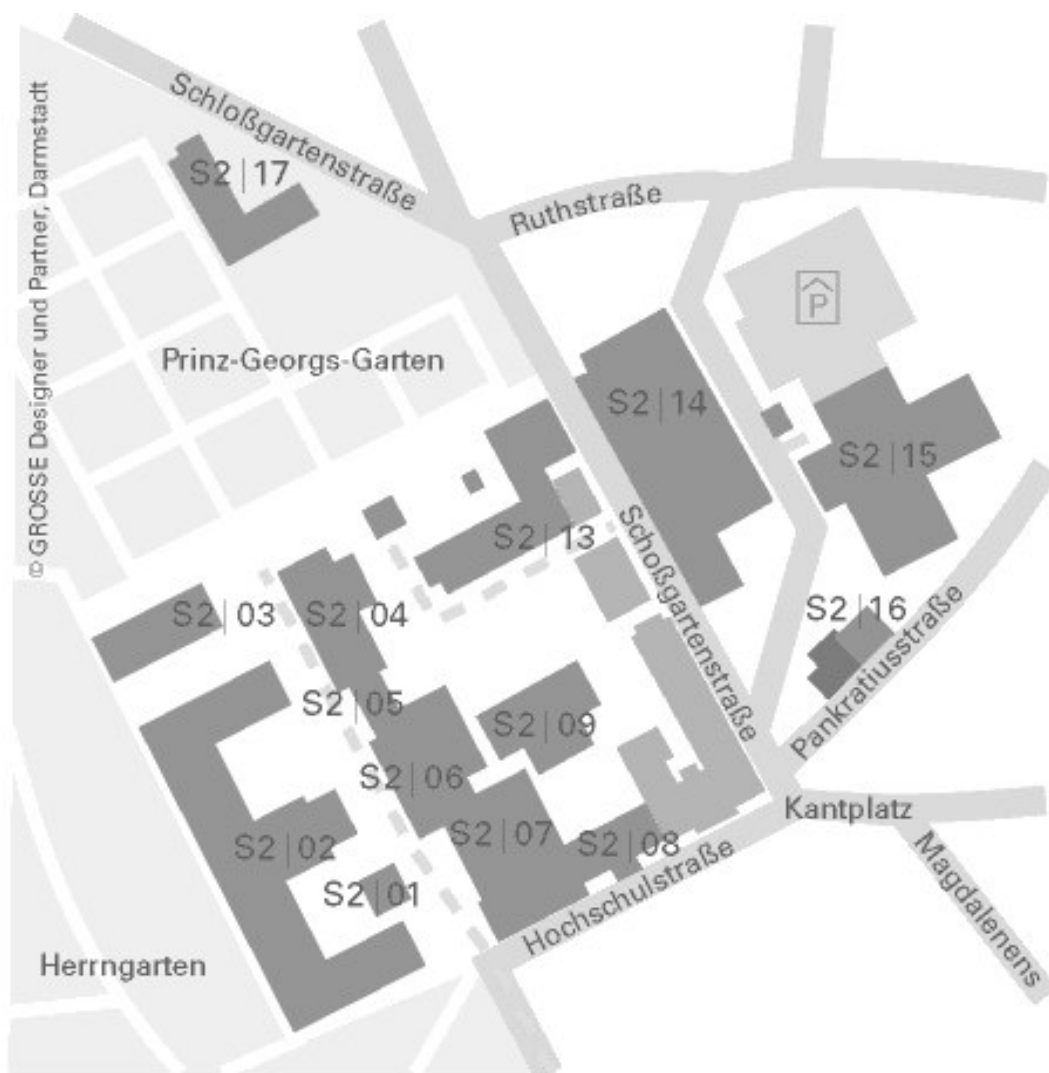 © GROSSE Designer und Partner, Darmstadt
Schloßgartenstraße
S2|17
Ruthstraße
P
Prinz-Georgs-Garten
S2|14
S2|15
S2|13
Schoßgartenstraße
S2|03
S2|04
S2|16
S2|05
S2|09
Pankratiusstraße
S2|06
Kantplatz
S2|02
S2|07
S2|08
S2|01
Hochschulstraße
Magdalenens
Herrngarten